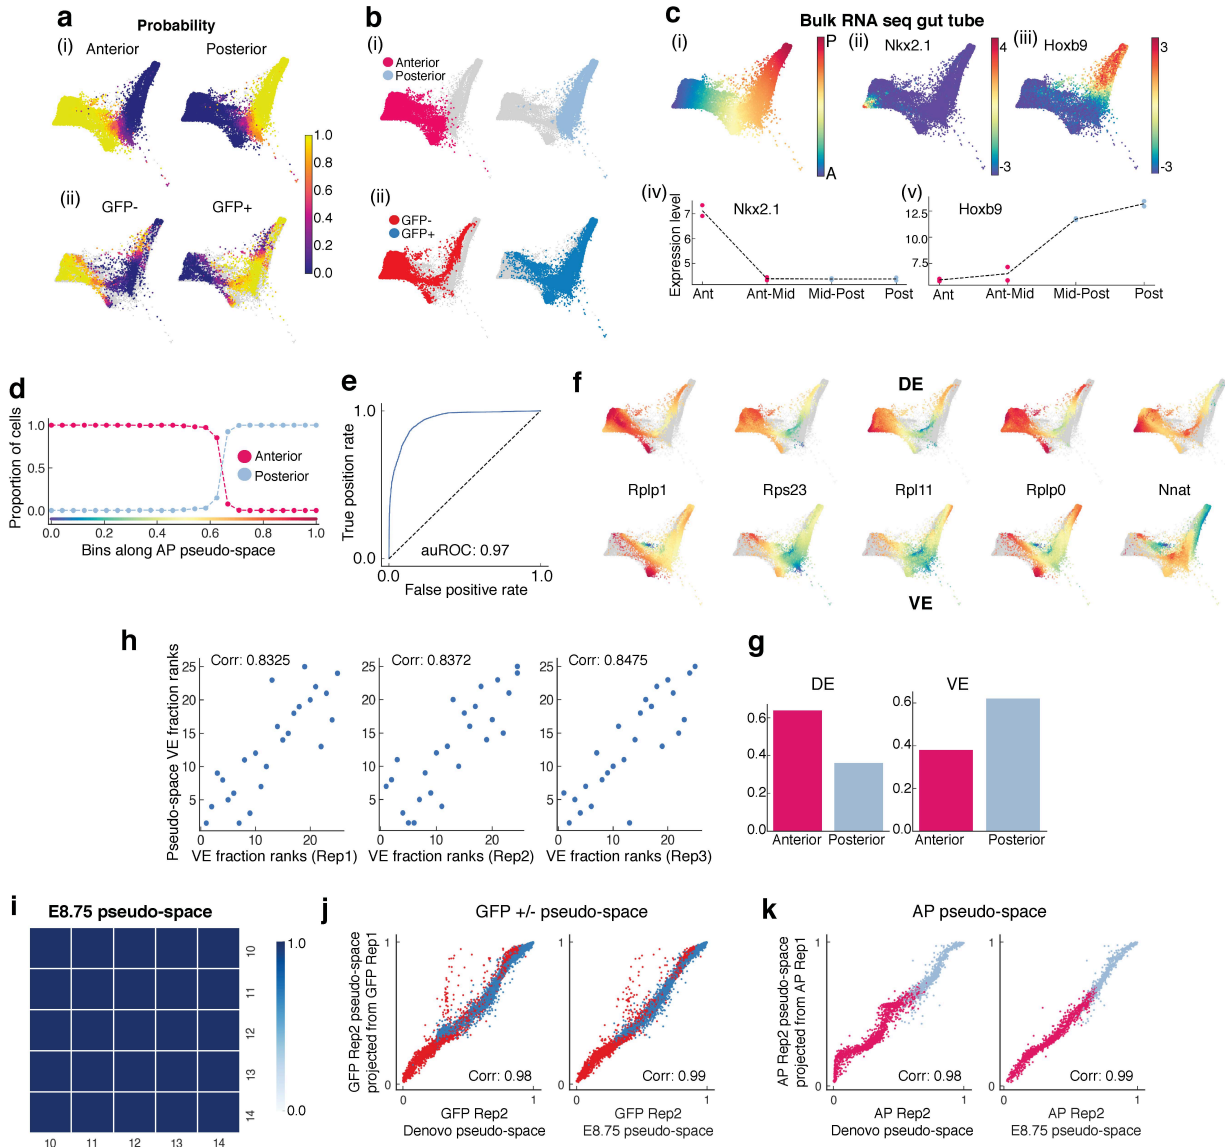 a
Probability
(i)
Anterior
Posterior
1.0
0.8
0.6
0.4
0.2
0.0
(ii)
GFP-
GFP+
b
(i)
Anterior
Posterior
(ii)
GFP-
GFP+
c
Bulk RNA seq gut tube
(i)
P
A
(ii)
Nkx2.1
4
-3
(iii)
Hoxb9
3
-3
(iv)
Nkx2.1
Expression level
7
6
5
Ant
Ant-Mid
Mid-Post
Post
(v)
Hoxb9
12.5
10.0
7.5
Ant
Ant-Mid
Mid-Post
Post
d
Proportion of cells
1.0
0.5
0.0
Anterior
Posterior
0.0 0.2 0.4 0.6 0.8 1.0
Bins along AP pseudo-space
e
True positive rate
1.0
0.0
auROC: 0.97
0.0
1.0
False positive rate
f
DE
Rplp1
Rps23
Rpl11
Rplp0
Nnat
VE
h
Pseudo-space VE fraction ranks
25
20
15
10
5
Corr: 0.8325
0 10 20
VE fraction ranks (Rep1)
25
20
15
10
5
Corr: 0.8372
0 10 20
VE fraction ranks (Rep2)
25
20
15
10
5
Corr: 0.8475
0 10 20
VE fraction ranks (Rep3)
g
DE
0.6
0.4
0.2
0.0
Anterior Posterior
VE
0.6
0.4
0.2
0.0
Anterior
Posterior
i
E8.75 pseudo-space
10
11
12
13
14
10 11 12 13 14
1.0
0.0
j
GFP +/- pseudo-space
GFP Rep2 pseudo-space
projected from GFP Rep1
1
0
Corr: 0.98
0
1
GFP Rep2
Denovo pseudo-space
1
0
Corr: 0.99
0
1
GFP Rep2
E8.75 pseudo-space
k
AP pseudo-space
AP Rep2 pseudo-space
projected from AP Rep1
1
0
Corr: 0.98
0
1
AP Rep2
Denovo pseudo-space
1
0
Corr: 0.99
0
1
AP Rep2
E8.75 pseudo-space